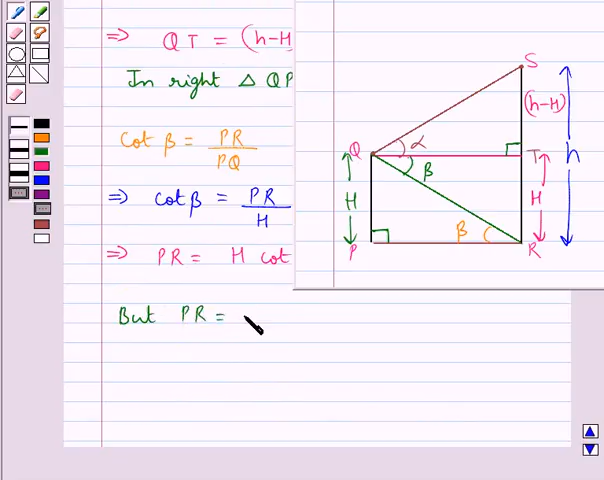 ⇒ QT = (h-H)
In right △ QP
Cot β = PR / PQ
⇒ Cot β = PR / H
⇒ PR = H cot
But PR =
S
(h-H)
Q α T
β
H H h
β
P R